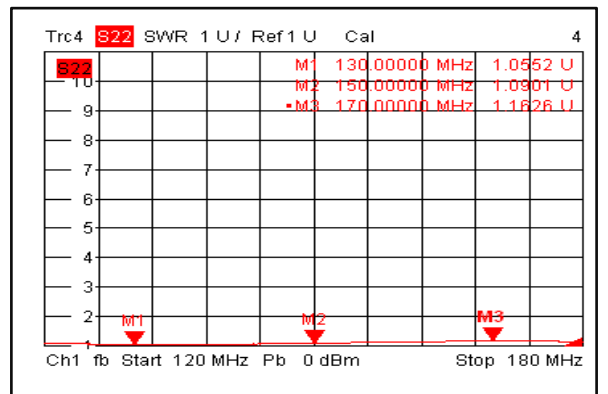 Trc4 S22 SWR 1 U / Ref 1 U Cal 4
S22
M1 130.00000 MHz 1.0552 U
M2 150.00000 MHz 1.0901 U
•M3 170.00000 MHz 1.1626 U
10
9
8
7
6
5
4
3
2
1
M1 M2 M3
Ch1 fb Start 120 MHz Pb 0 dBm Stop 180 MHz